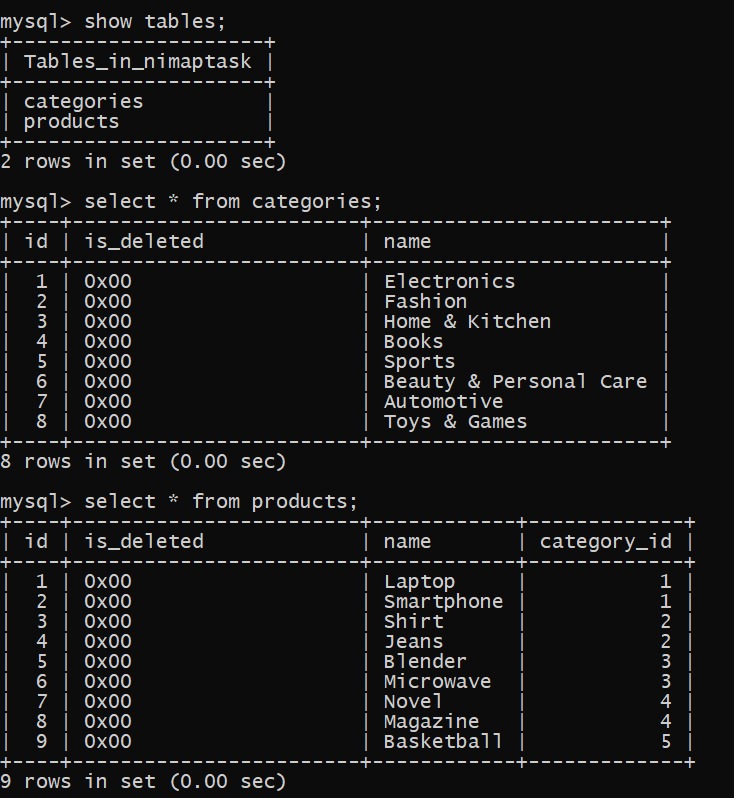 mysql> show tables;
+---------------------+
| Tables_in_nimaptask |
+---------------------+
| categories          |
| products            |
+---------------------+
2 rows in set (0.00 sec)

mysql> select * from categories;
+----+------------------------+------------------------+
| id | is_deleted             | name                   |
+----+------------------------+------------------------+
|  1 | 0x00                   | Electronics            |
|  2 | 0x00                   | Fashion                |
|  3 | 0x00                   | Home & Kitchen         |
|  4 | 0x00                   | Books                  |
|  5 | 0x00                   | Sports                 |
|  6 | 0x00                   | Beauty & Personal Care |
|  7 | 0x00                   | Automotive             |
|  8 | 0x00                   | Toys & Games           |
+----+------------------------+------------------------+
8 rows in set (0.00 sec)

mysql> select * from products;
+----+------------------------+------------+-------------+
| id | is_deleted             | name       | category_id |
+----+------------------------+------------+-------------+
|  1 | 0x00                   | Laptop     |           1 |
|  2 | 0x00                   | Smartphone |           1 |
|  3 | 0x00                   | Shirt      |           2 |
|  4 | 0x00                   | Jeans      |           2 |
|  5 | 0x00                   | Blender    |           3 |
|  6 | 0x00                   | Microwave  |           3 |
|  7 | 0x00                   | Novel      |           4 |
|  8 | 0x00                   | Magazine   |           4 |
|  9 | 0x00                   | Basketball |           5 |
+----+------------------------+------------+-------------+
9 rows in set (0.00 sec)